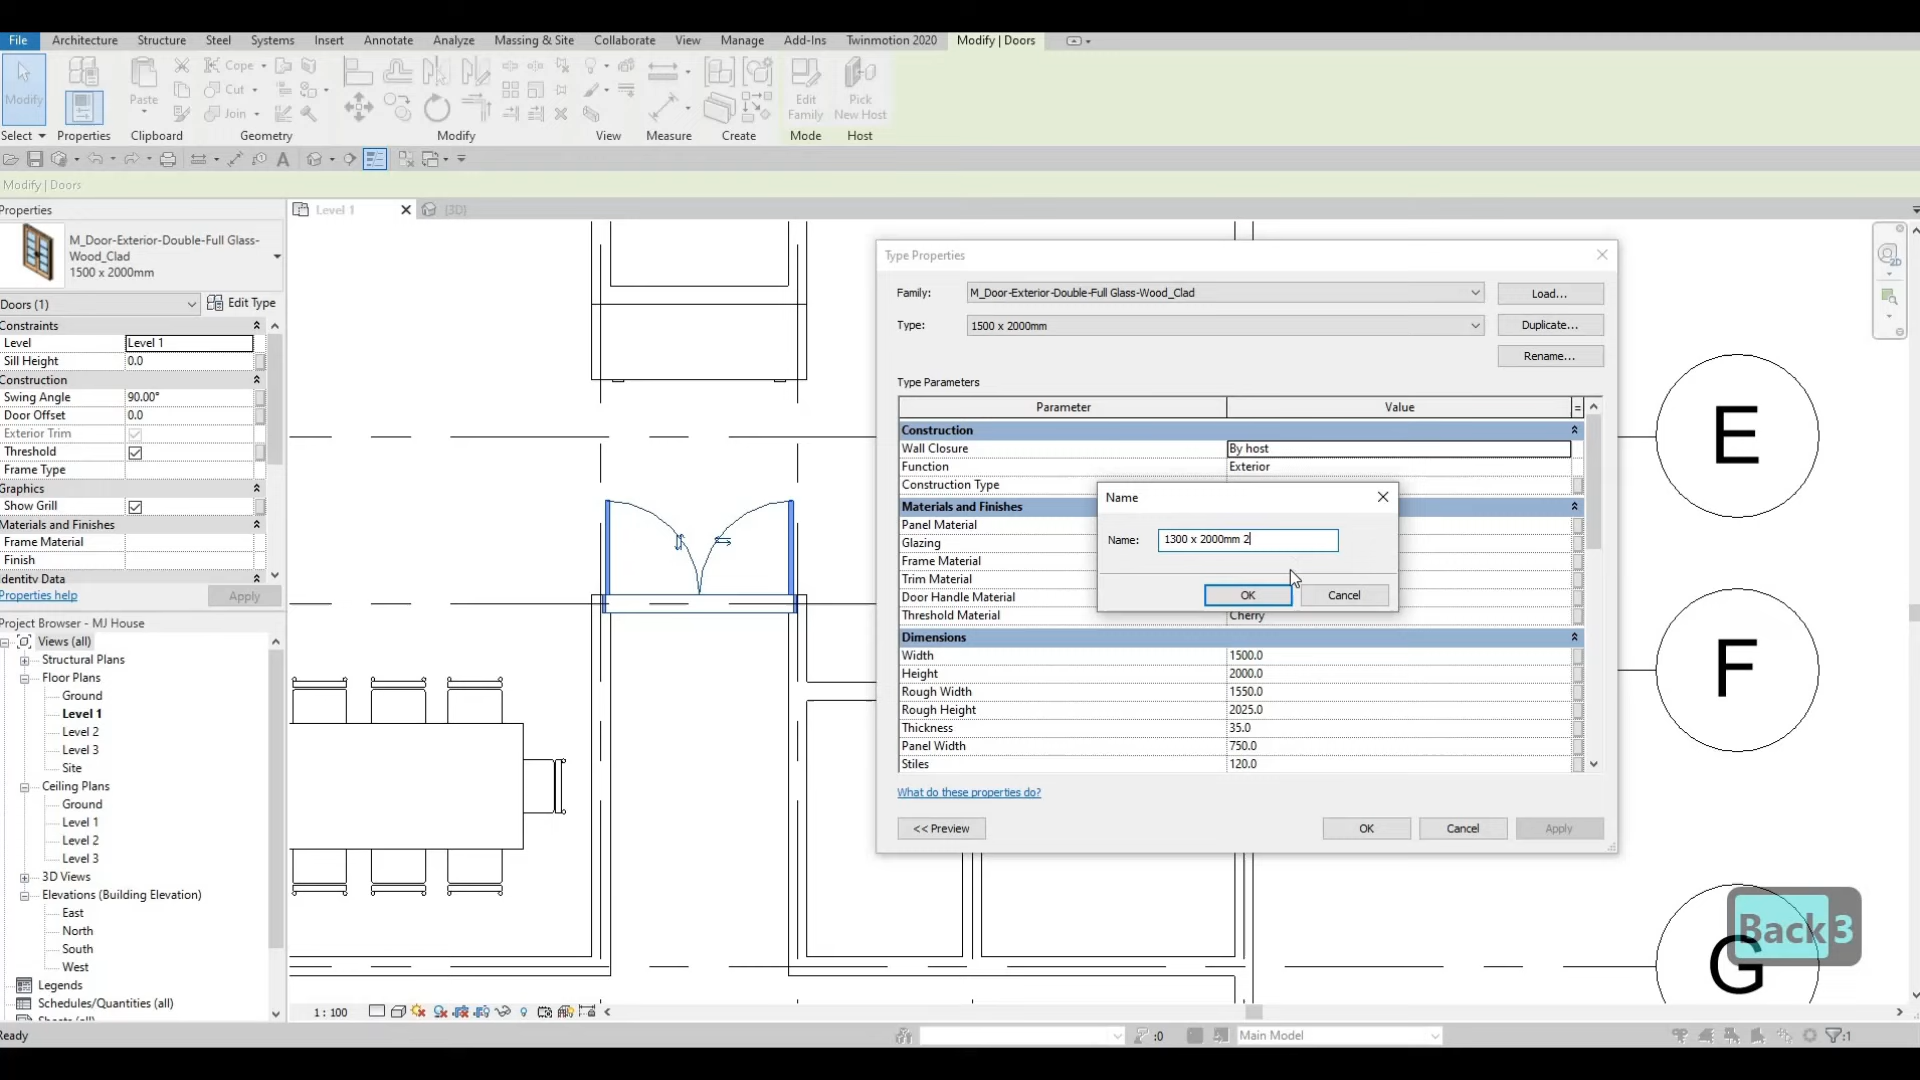 File Architecture Structure Steel Systems Insert Annotate Analyze Massing & Site Collaborate View Manage Add-Ins Twinmotion 2020 Modify | Doors
Modify
Paste
Cope
Cut
Join
Edit Family
Pick New Host
Select Properties Clipboard Geometry Modify View Measure Create Mode Host
Modify | Doors
Properties
M_Door-Exterior-Double-Full Glass-
Wood_Clad
1500 x 2000mm
Doors (1) Edit Type
Constraints
Level Level 1
Sill Height 0.0
Construction
Swing Angle 90.00°
Door Offset 0.0
Exterior Trim
Threshold
Frame Type
Graphics
Show Grill
Materials and Finishes
Frame Material
Finish
Identity Data
Properties help Apply
Project Browser - MJ House
Views (all)
Structural Plans
Floor Plans
Ground
Level 1
Level 2
Level 3
Site
Ceiling Plans
Ground
Level 1
Level 2
Level 3
3D Views
Elevations (Building Elevation)
East
North
South
West
Legends
Schedules/Quantities (all)
Level 1 {3D}
Type Properties
Family: M_Door-Exterior-Double-Full Glass-Wood_Clad Load...
Type: 1500 x 2000mm Duplicate...
Rename...
Type Parameters
Parameter Value =
Construction
Wall Closure By host
Function Exterior
Construction Type
Materials and Finishes
Panel Material
Glazing
Frame Material
Trim Material
Door Handle Material
Threshold Material Cherry
Dimensions
Width 1500.0
Height 2000.0
Rough Width 1550.0
Rough Height 2025.0
Thickness 35.0
Panel Width 750.0
Stiles 120.0
What do these properties do?
<< Preview OK Cancel Apply
Name
Name: 1300 x 2000mm 2
OK Cancel
E
F
G
Back 3
2D
1 : 100
Ready
:0
Main Model
:1